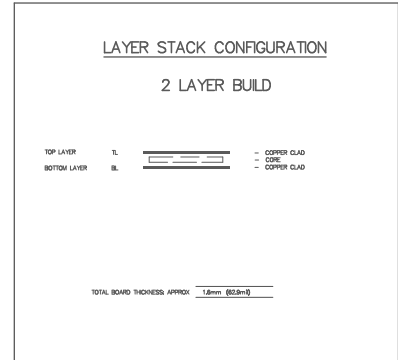 LAYER STACK CONFIGURATION
2 LAYER BUILD
TOP LAYER TL – COPPER CLAD
– CORE
BOTTOM LAYER BL – COPPER CLAD
TOTAL BOARD THICKNESS: APPROX 1.6mm (62.9mil)